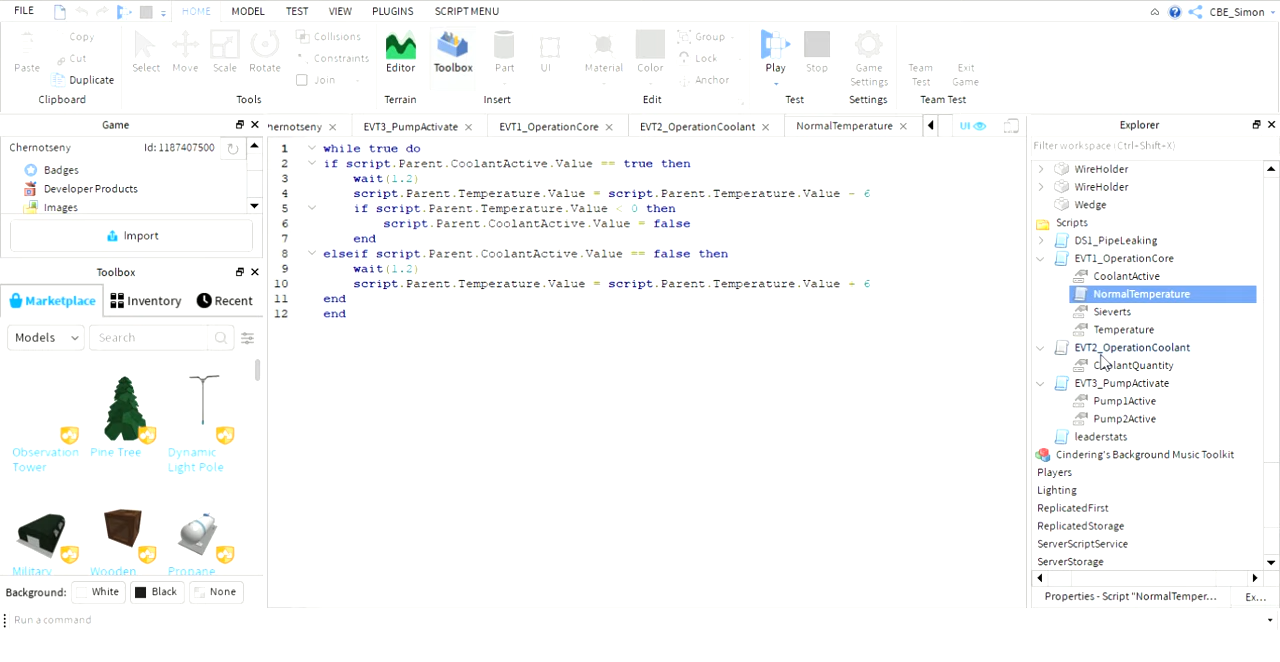 FILE HOME MODEL TEST VIEW PLUGINS SCRIPT MENU CBE_Simon
Paste Copy Cut Duplicate Clipboard
Select Move Scale Rotate Collisions Constraints Join Tools
Editor Terrain
Toolbox Part UI Insert
Material Color Group Lock Anchor Edit
Play Stop Test
Game Settings Settings
Team Test Exit Game Team Test
Game
Chernotseny Id: 1187407500
Badges
Developer Products
Images
Import
Toolbox
Marketplace Inventory Recent
Models Search
Observation Tower
Pine Tree
Dynamic Light Pole
Military
Wooden
Propane
Background: White Black None
hernotseny EVT3_PumpActivate EVT1_OperationCore EVT2_OperationCoolant NormalTemperature UI
1 while true do
2 if script.Parent.CoolantActive.Value == true then
3 wait(1.2)
4 script.Parent.Temperature.Value = script.Parent.Temperature.Value - 6
5 if script.Parent.Temperature.Value < 0 then
6 script.Parent.CoolantActive.Value = false
7 end
8 elseif script.Parent.CoolantActive.Value == false then
9 wait(1.2)
10 script.Parent.Temperature.Value = script.Parent.Temperature.Value + 6
11 end
12 end
Explorer
Filter workspace (Ctrl+Shift+X)
WireHolder
WireHolder
Wedge
Scripts
DS1_PipeLeaking
EVT1_OperationCore
CoolantActive
NormalTemperature
Sieverts
Temperature
EVT2_OperationCoolant
CoolantQuantity
EVT3_PumpActivate
Pump1Active
Pump2Active
leaderstats
Cindering's Background Music Toolkit
Players
Lighting
ReplicatedFirst
ReplicatedStorage
ServerScriptService
ServerStorage
Properties - Script "NormalTemper... Ex...
Run a command